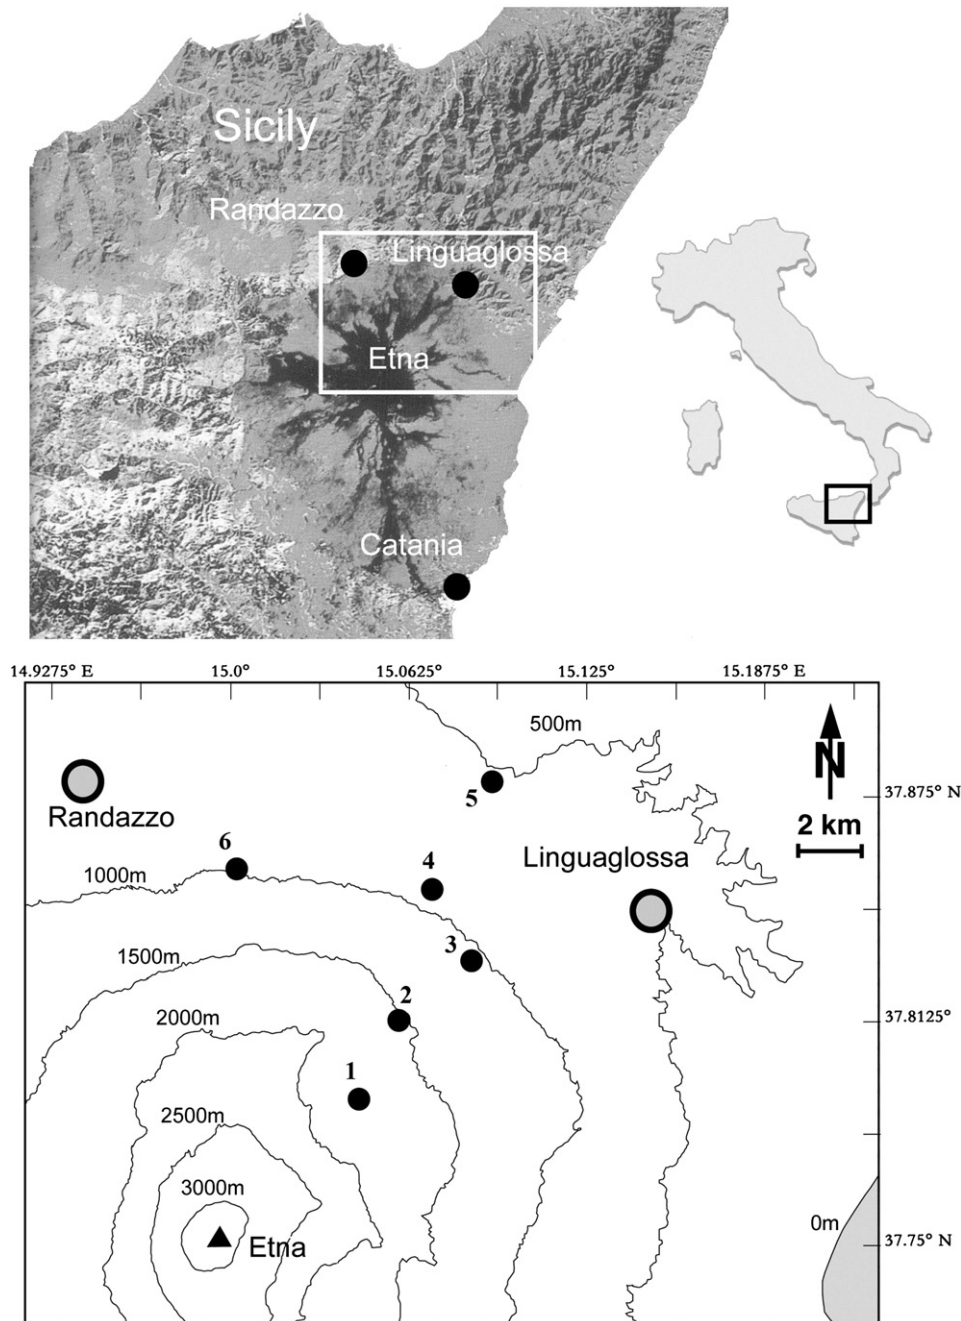 Sicily
Randazzo
Linguaglossa
Etna
Catania
14.9275° E 15.0° 15.0625° 15.125° 15.1875° E
500m
N
37.875° N
5
Randazzo
2 km
6
4
Linguaglossa
1000m
3
1500m
2
2000m
37.8125°
1
2500m
3000m
0m
Etna
37.75° N